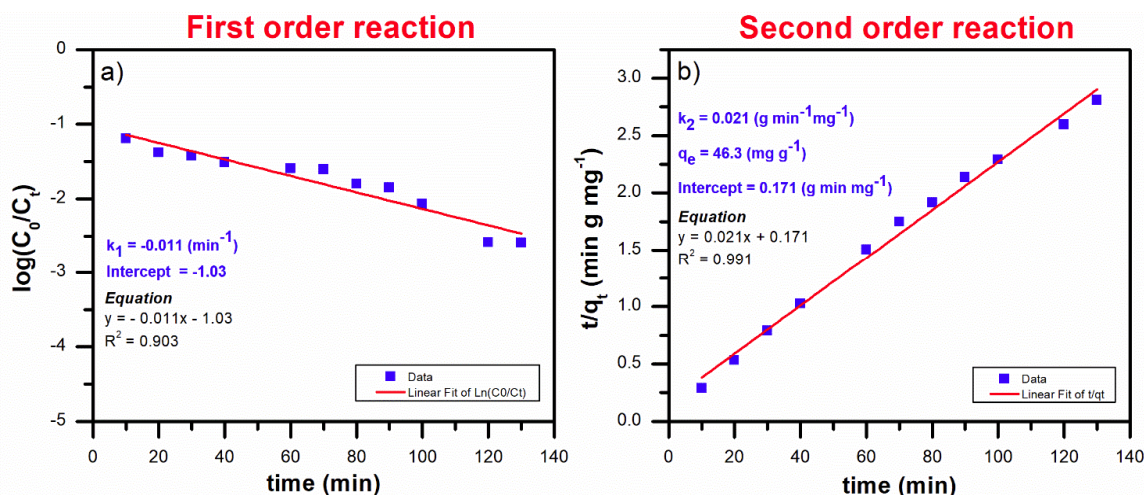 First order reaction
a)
log(C₀/Cₜ)
0
-1
-2
-3
-4
-5
k₁ = -0.011 (min⁻¹)
Intercept = -1.03
Equation
y = - 0.011x - 1.03
R² = 0.903
Data
Linear Fit of Ln(C0/Ct)
0 20 40 60 80 100 120 140
time (min)
Second order reaction
b)
t/qₜ (min g mg⁻¹)
3.0
2.5
2.0
1.5
1.0
0.5
0.0
k₂ = 0.021 (g min⁻¹mg⁻¹)
qₑ = 46.3 (mg g⁻¹)
Intercept = 0.171 (g min mg⁻¹)
Equation
y = 0.021x + 0.171
R² = 0.991
Data
Linear Fit of t/qt
0 20 40 60 80 100 120 140
time (min)